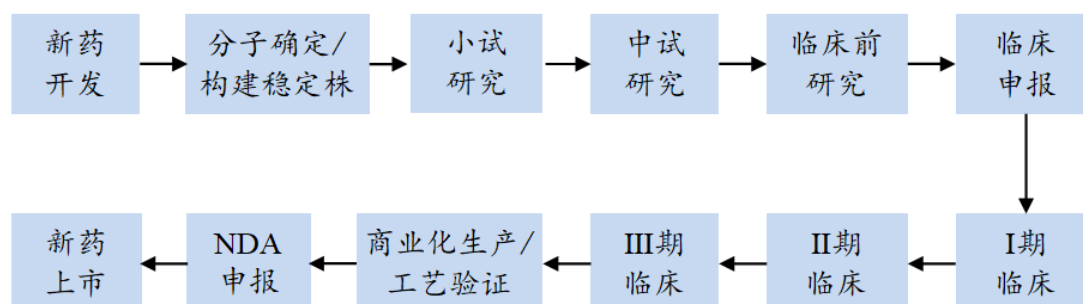 新药
开发
分子确定/
构建稳定株
小试
研究
中试
研究
临床前
研究
临床
申报
I期
临床
II期
临床
III期
临床
商业化生产/
工艺验证
NDA
申报
新药
上市